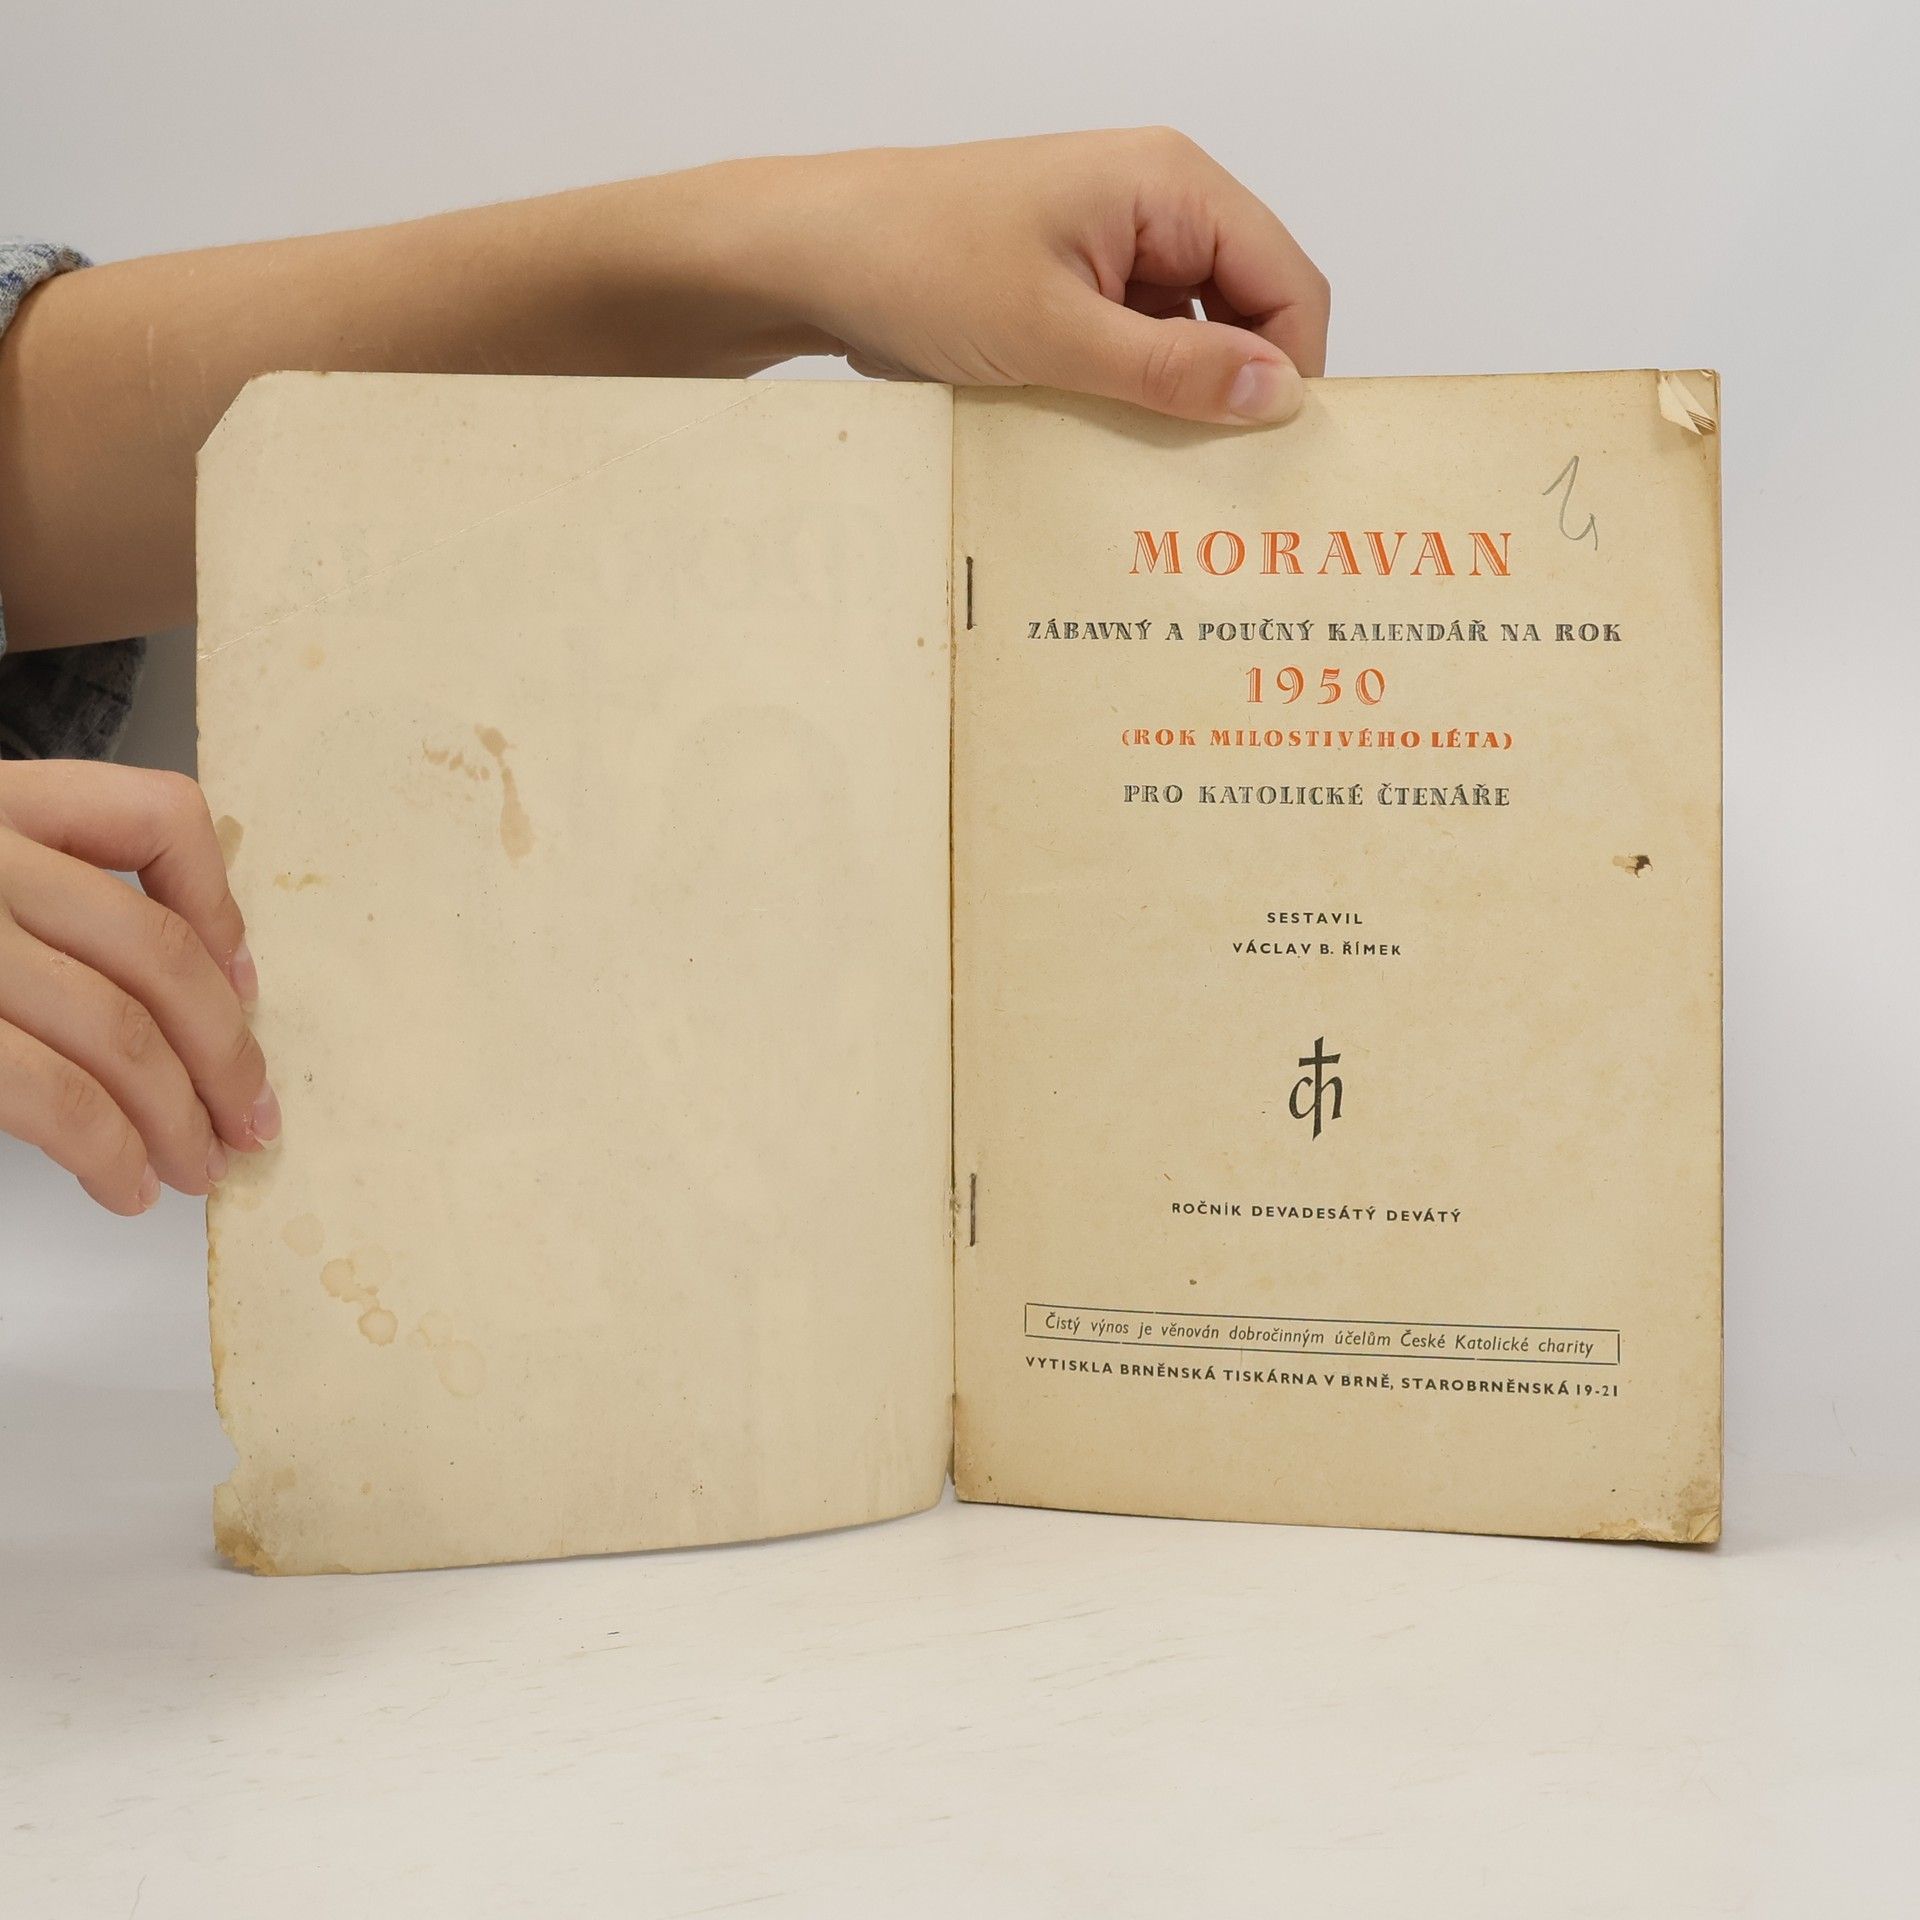 MORAVAN
ZÁBAVNÝ A POUČNÝ KALENDÁŘ NA ROK
1950
(ROK MILOSTIVÉHO LÉTA)
PRO KATOLICKÉ ČTENÁŘE
SESTAVIL
VÁCLAV B. ŘÍMEK
ch
ROČNÍK DEVADESÁTÝ DEVÁTÝ
Čistý výnos je věnován dobročinným účelům České Katolické charity
VYTISKLA BRNĚNSKÁ TISKÁRNA V BRNĚ, STAROBRNĚNSKÁ 19-21